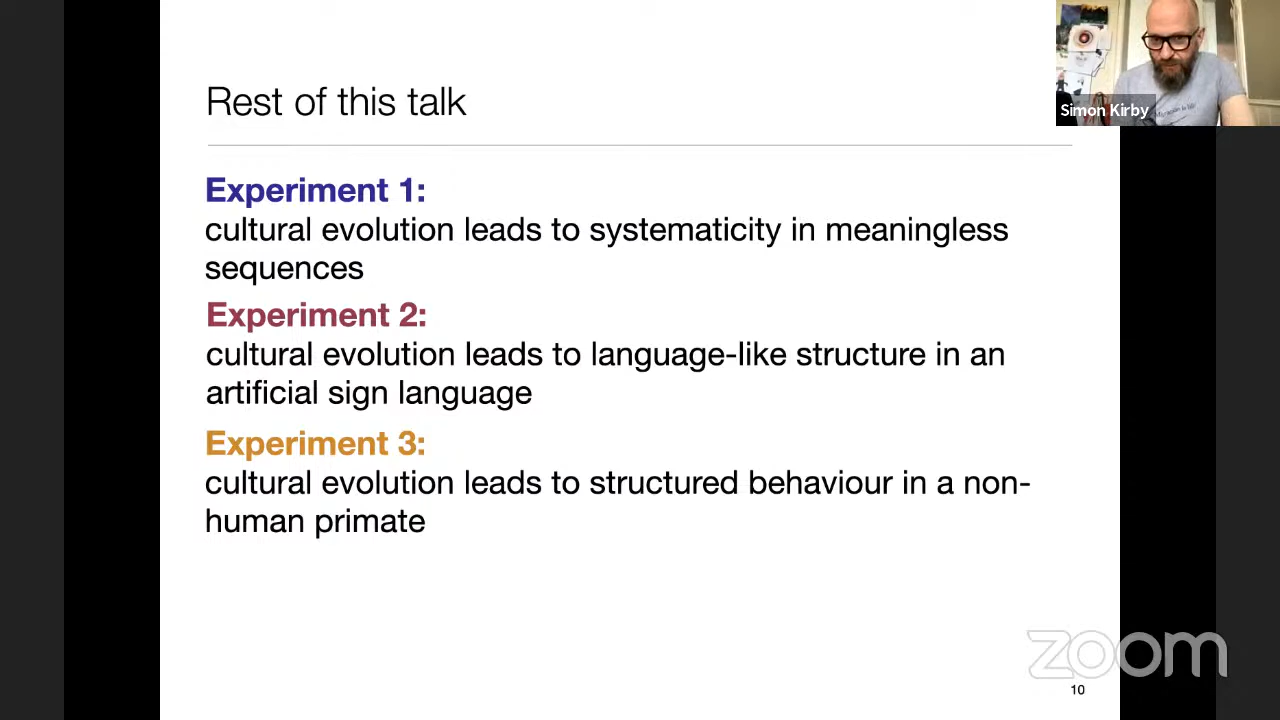 Rest of this talk
Simon Kirby
Experiment 1:
cultural evolution leads to systematicity in meaningless
sequences
Experiment 2:
cultural evolution leads to language-like structure in an
artificial sign language
Experiment 3:
cultural evolution leads to structured behaviour in a non-
human primate
zoom
10